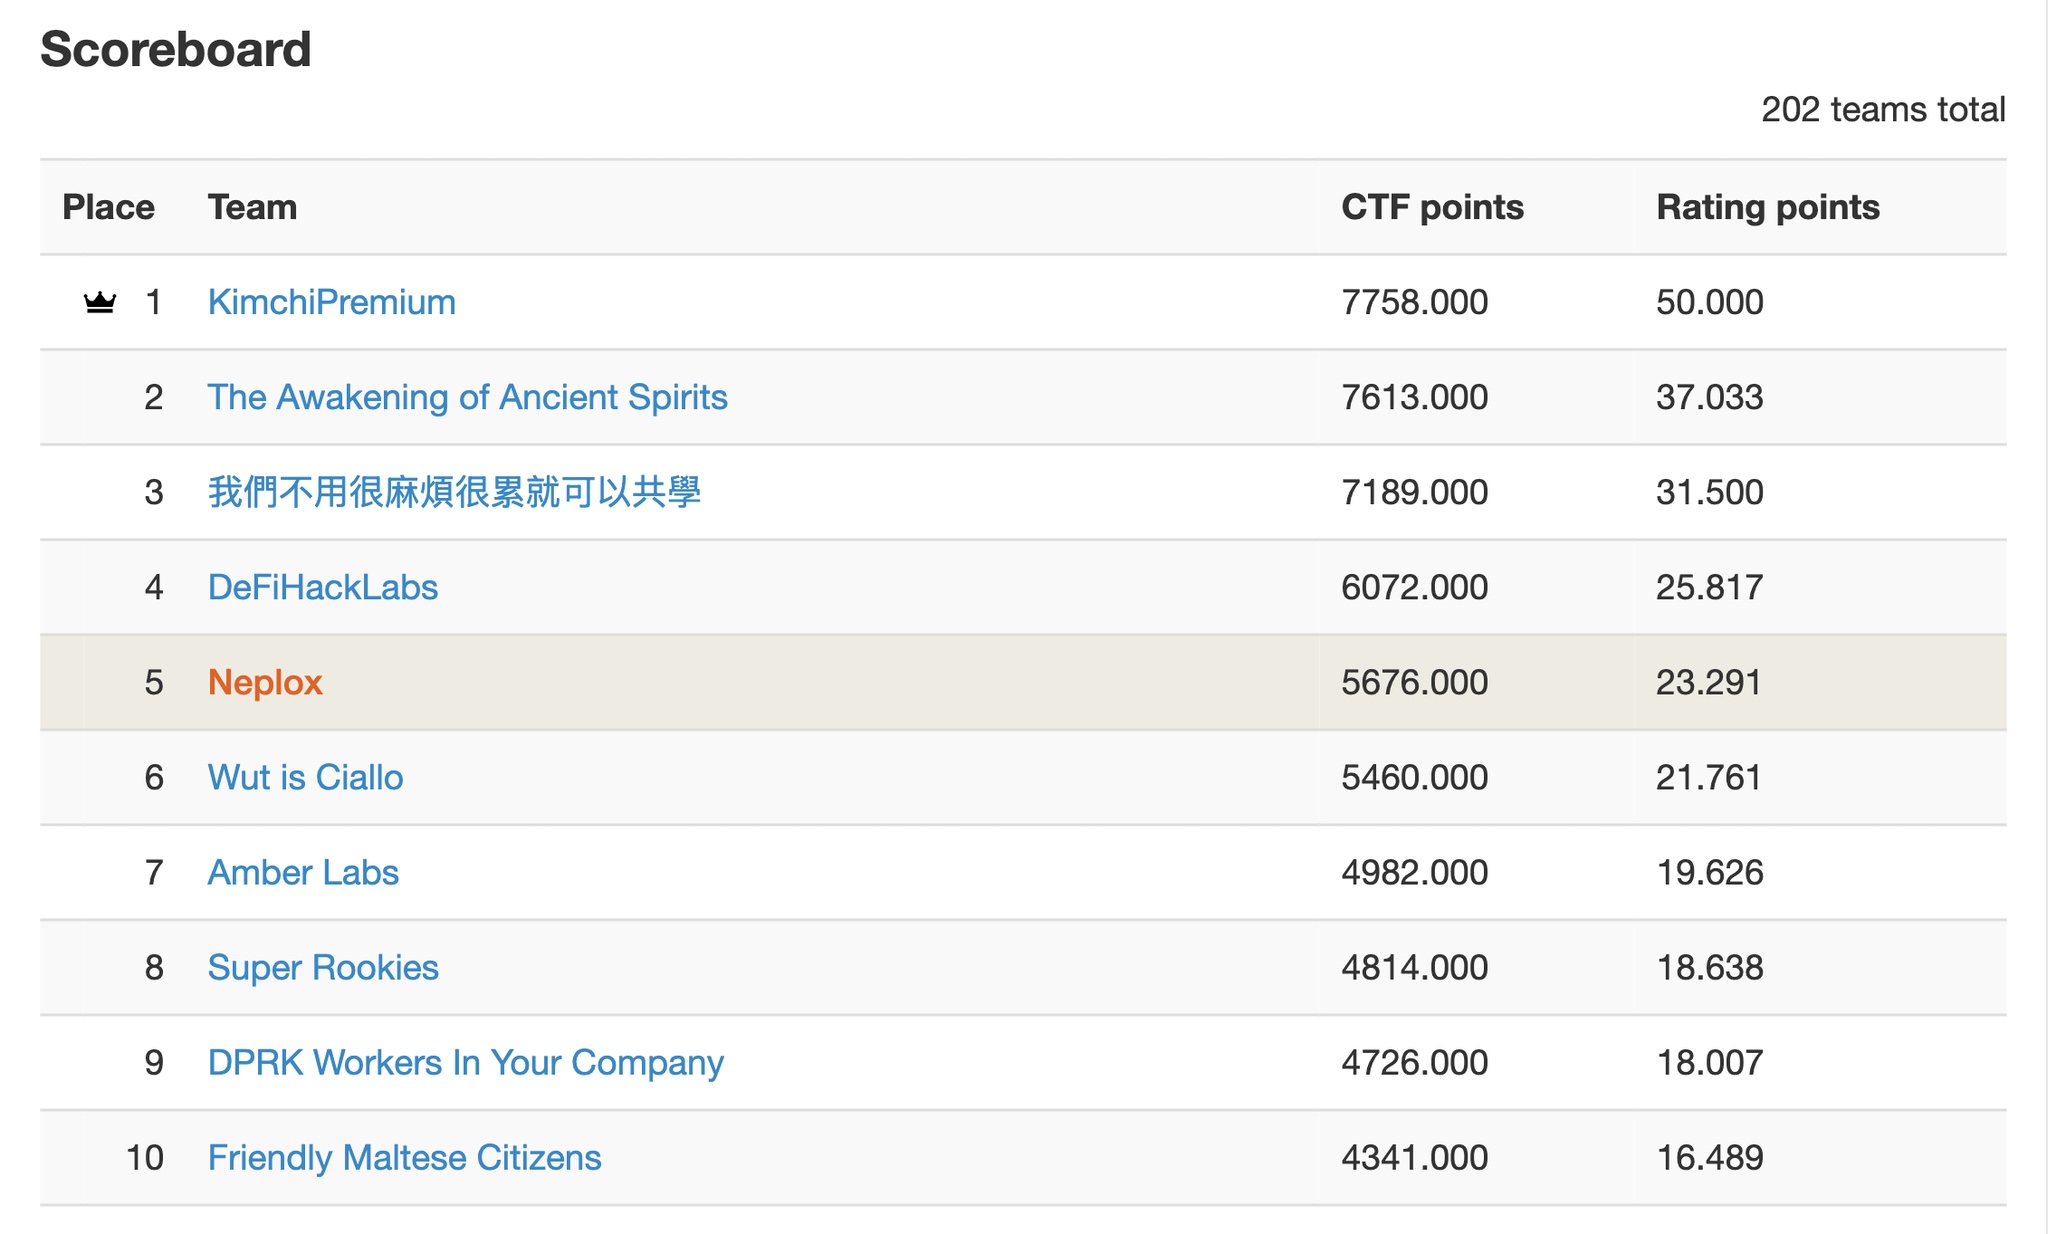 Scoreboard
202 teams total
Place Team CTF points Rating points
1 KimchiPremium 7758.000 50.000
2 The Awakening of Ancient Spirits 7613.000 37.033
3 我們不用很麻煩很累就可以共學 7189.000 31.500
4 DeFiHackLabs 6072.000 25.817
5 Neplox 5676.000 23.291
6 Wut is Ciallo 5460.000 21.761
7 Amber Labs 4982.000 19.626
8 Super Rookies 4814.000 18.638
9 DPRK Workers In Your Company 4726.000 18.007
10 Friendly Maltese Citizens 4341.000 16.489